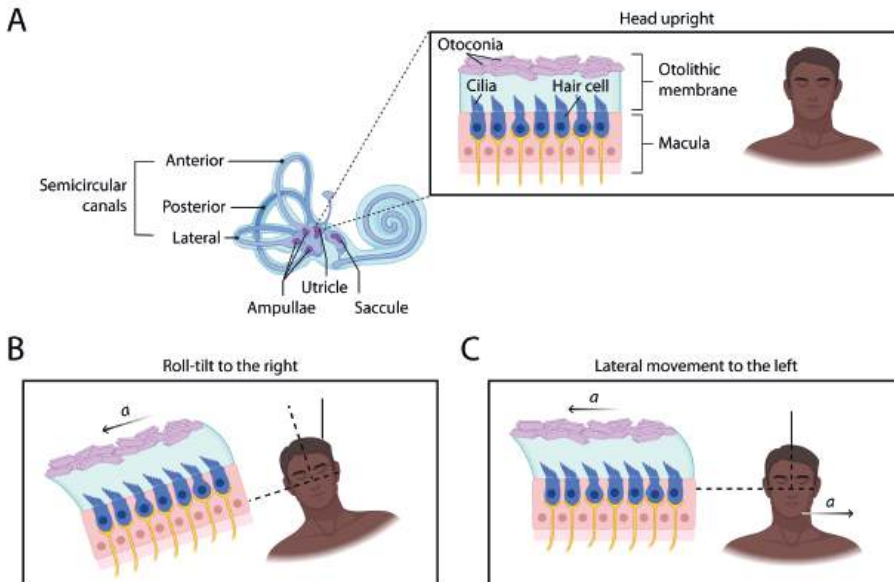 A
Head upright
Otoconia
Cilia
Hair cell
Otolithic
membrane
Macula
Semicircular
canals
Anterior
Posterior
Lateral
Utricle
Ampullae
Saccule
B
Roll-tilt to the right
a
C
Lateral movement to the left
a
a